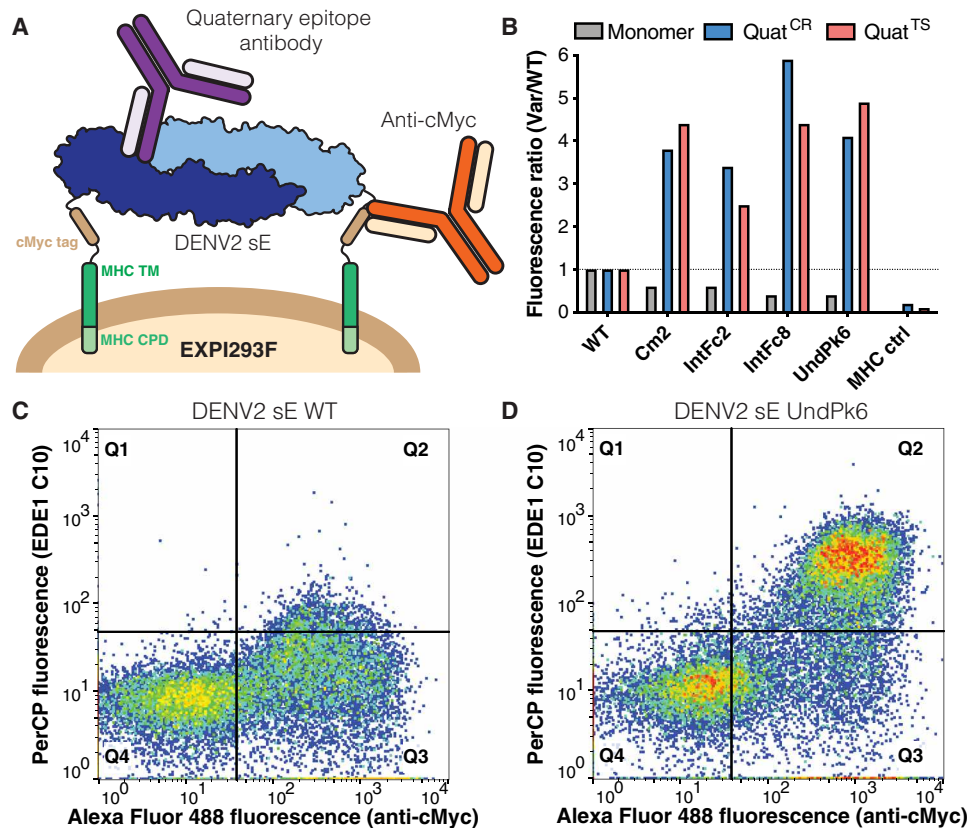 A
Quaternary epitope
antibody
Anti-cMyc
cMyc tag
DENV2 sE
MHC TM
MHC CPD
EXPI293F
B
Monomer QuatCR QuatTS
Fluorescence ratio (Var/WT)
6
5
4
3
2
1
0
WT
Cm2
IntFc2
IntFc8
UndPk6
MHC ctrl
C
DENV2 sE WT
PerCP fluorescence (EDE1 C10)
10^4
10^3
10^2
10^1
10^0
Q1
Q2
Q4
Q3
10^0 10^1 10^2 10^3 10^4
Alexa Fluor 488 fluorescence (anti-cMyc)
D
DENV2 sE UndPk6
PerCP fluorescence (EDE1 C10)
10^4
10^3
10^2
10^1
10^0
Q1
Q2
Q4
Q3
10^0 10^1 10^2 10^3 10^4
Alexa Fluor 488 fluorescence (anti-cMyc)